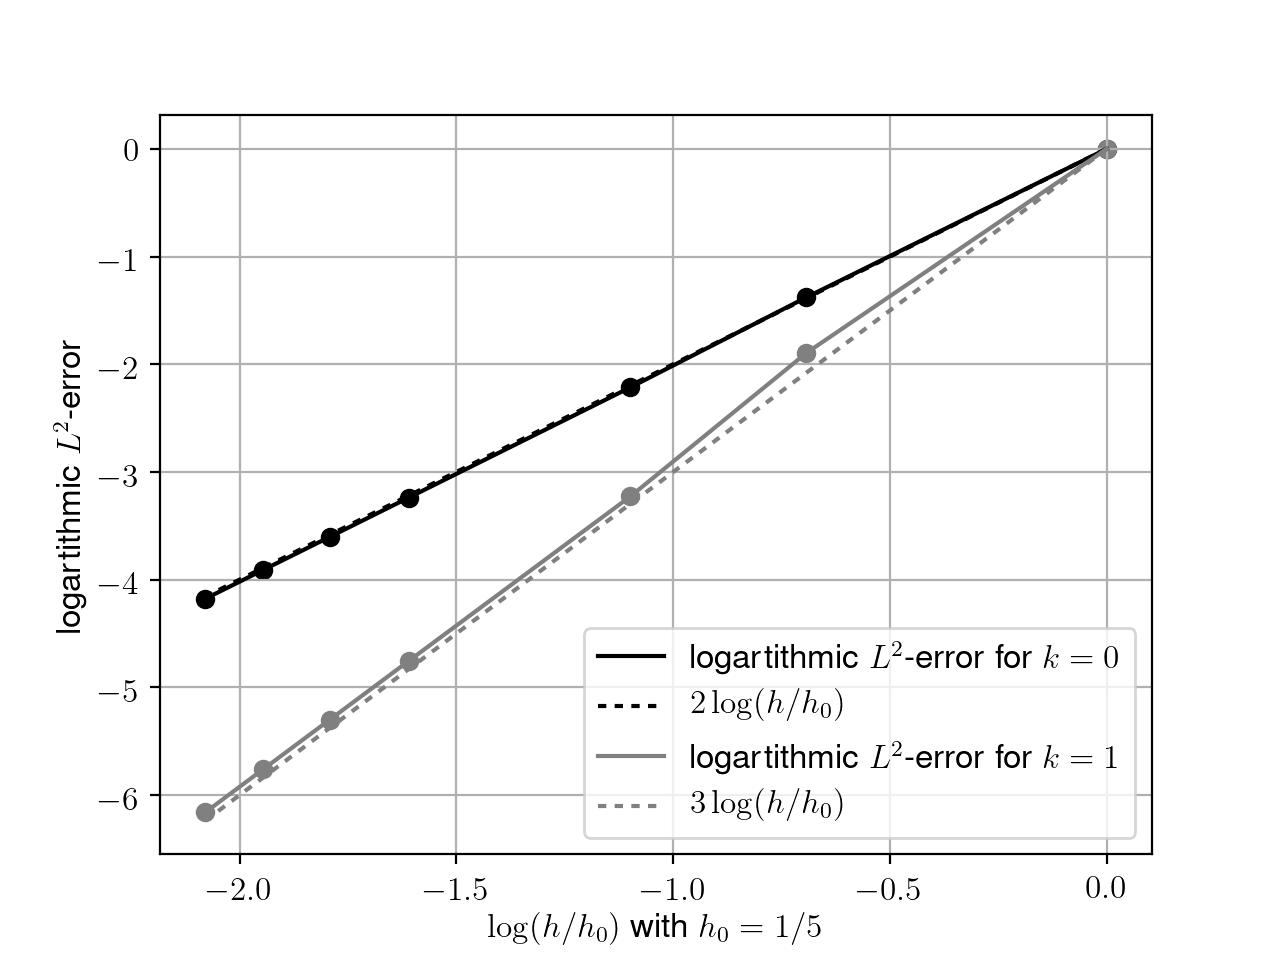 0
−1
−2
−3
−4
−5
−6
logartithmic L²-error
logartithmic L²-error for k = 0
2 log(h/h₀)
logartithmic L²-error for k = 1
3 log(h/h₀)
−2.0 −1.5 −1.0 −0.5 0.0
log(h/h₀) with h₀ = 1/5